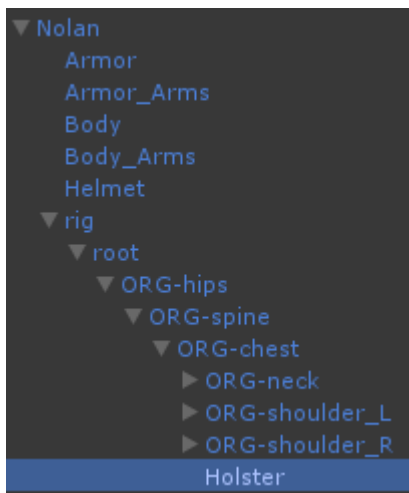 Nolan
Armor
Armor_Arms
Body
Body_Arms
Helmet
rig
root
ORG-hips
ORG-spine
ORG-chest
ORG-neck
ORG-shoulder_L
ORG-shoulder_R
Holster